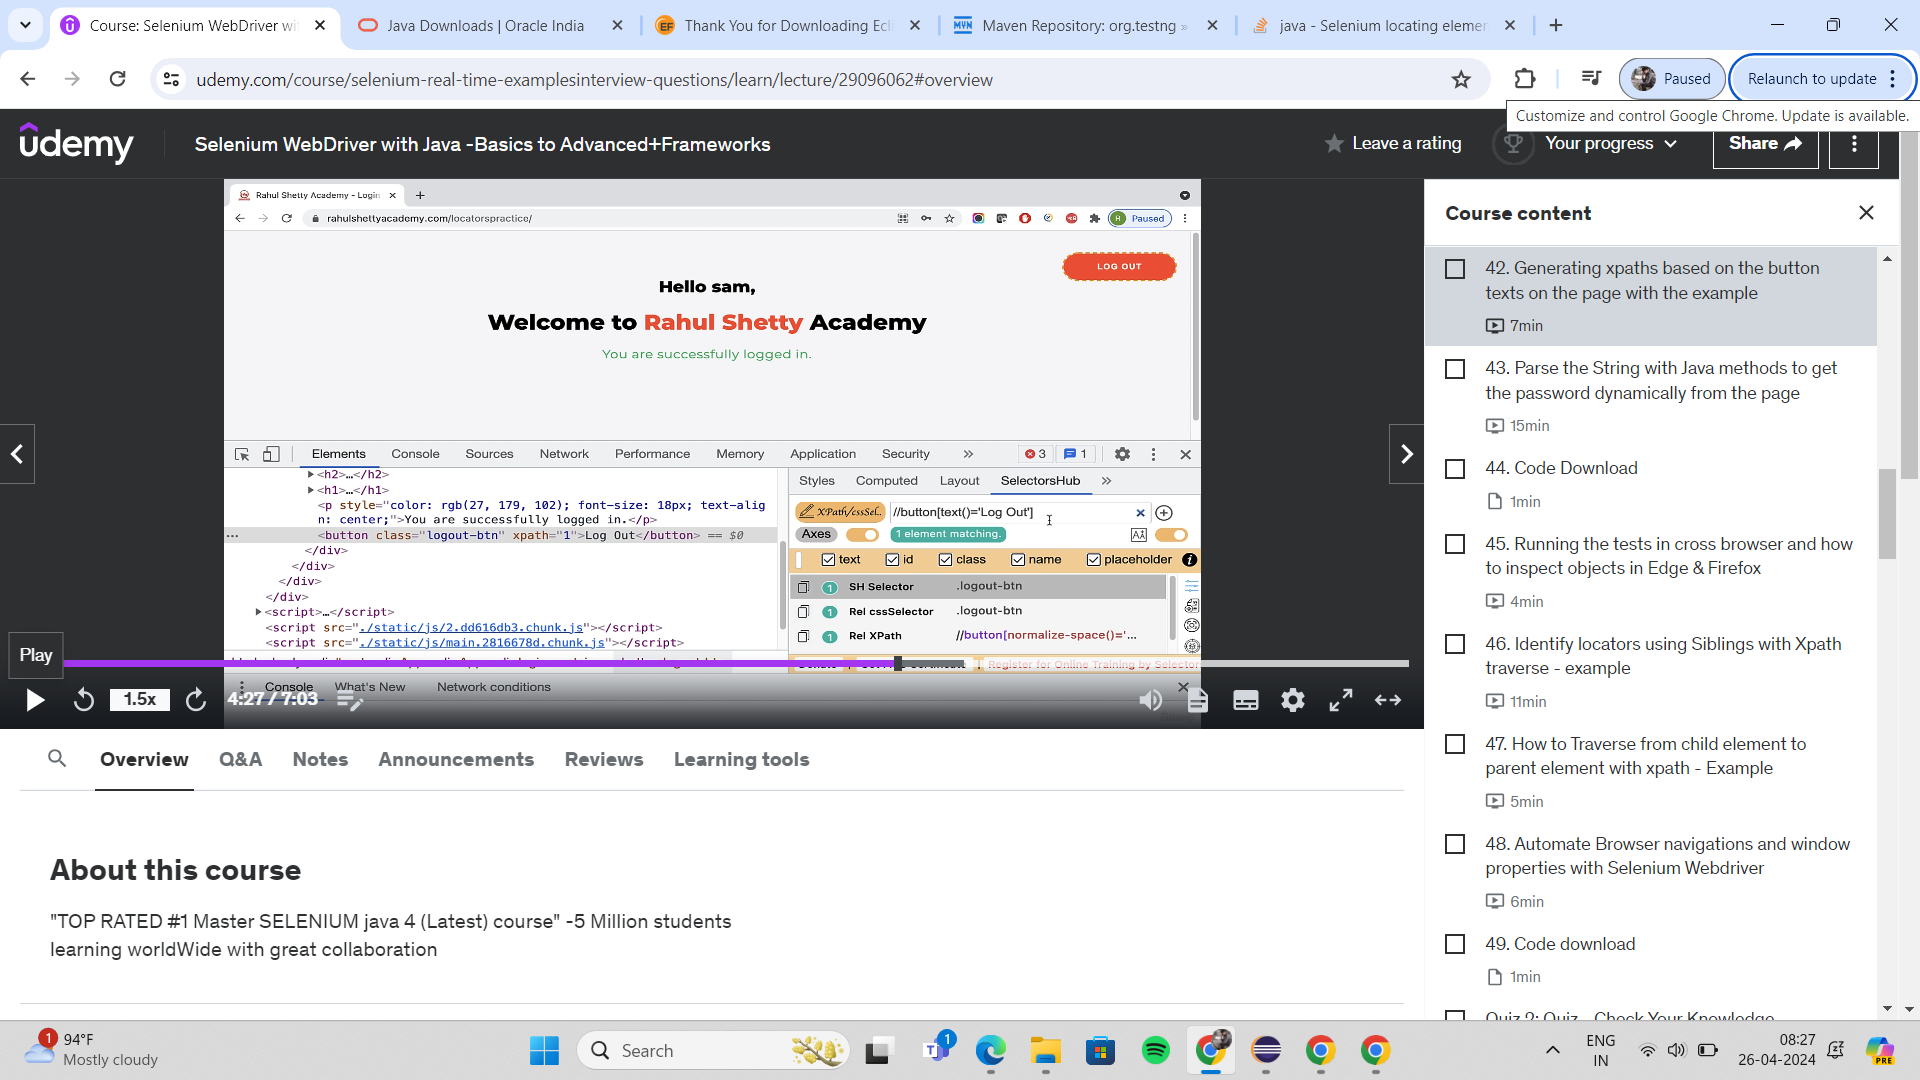 Course: Selenium WebDriver wi
Java Downloads | Oracle India
Thank You for Downloading Ecli
Maven Repository: org.testng »
java - Selenium locating elemen
udemy.com/course/selenium-real-time-examplesinterview-questions/learn/lecture/29096062#overview
Paused
Relaunch to update
Customize and control Google Chrome. Update is available.
udemy
Selenium WebDriver with Java -Basics to Advanced+Frameworks
Leave a rating
Your progress
Share
Rahul Shetty Academy - Login
rahulshettyacademy.com/locatorspractice/
Paused
LOG OUT
Hello sam,
Welcome to Rahul Shetty Academy
You are successfully logged in.
Elements Console Sources Network Performance Memory Application Security » 3 1
▸<h2>…</h2>
▸<h1>…</h1>
<p style="color: rgb(27, 179, 102); font-size: 18px; text-alig
n: center;">You are successfully logged in.</p>
<button class="logout-btn" xpath="1">Log Out</button> == $0
</div>
</div>
</div>
</div>
▸<script>…</script>
<script src="./static/js/2.dd616db3.chunk.js"></script>
<script src="./static/js/main.2816678d.chunk.js"></script>
Styles Computed Layout SelectorsHub »
XPath/cssSel.. //button[text()='Log Out']
Axes 1 element matching.
text id class name placeholder
1 SH Selector .logout-btn
1 Rel cssSelector .logout-btn
1 Rel XPath //button[normalize-space()='...
Register for Online Training by Selector
Console What's New Network conditions
Play
1.5x
4:27 / 7:03
Course content
42. Generating xpaths based on the button
texts on the page with the example
7min
43. Parse the String with Java methods to get
the password dynamically from the page
15min
44. Code Download
1min
45. Running the tests in cross browser and how
to inspect objects in Edge & Firefox
4min
46. Identify locators using Siblings with Xpath
traverse - example
11min
47. How to Traverse from child element to
parent element with xpath - Example
5min
48. Automate Browser navigations and window
properties with Selenium Webdriver
6min
49. Code download
1min
Quiz 2: Quiz - Check Your Knowledge
Overview Q&A Notes Announcements Reviews Learning tools
About this course
"TOP RATED #1 Master SELENIUM java 4 (Latest) course" -5 Million students
learning worldWide with great collaboration
1
94°F
Mostly cloudy
Search
1
ENG
IN
08:27
26-04-2024
PRE